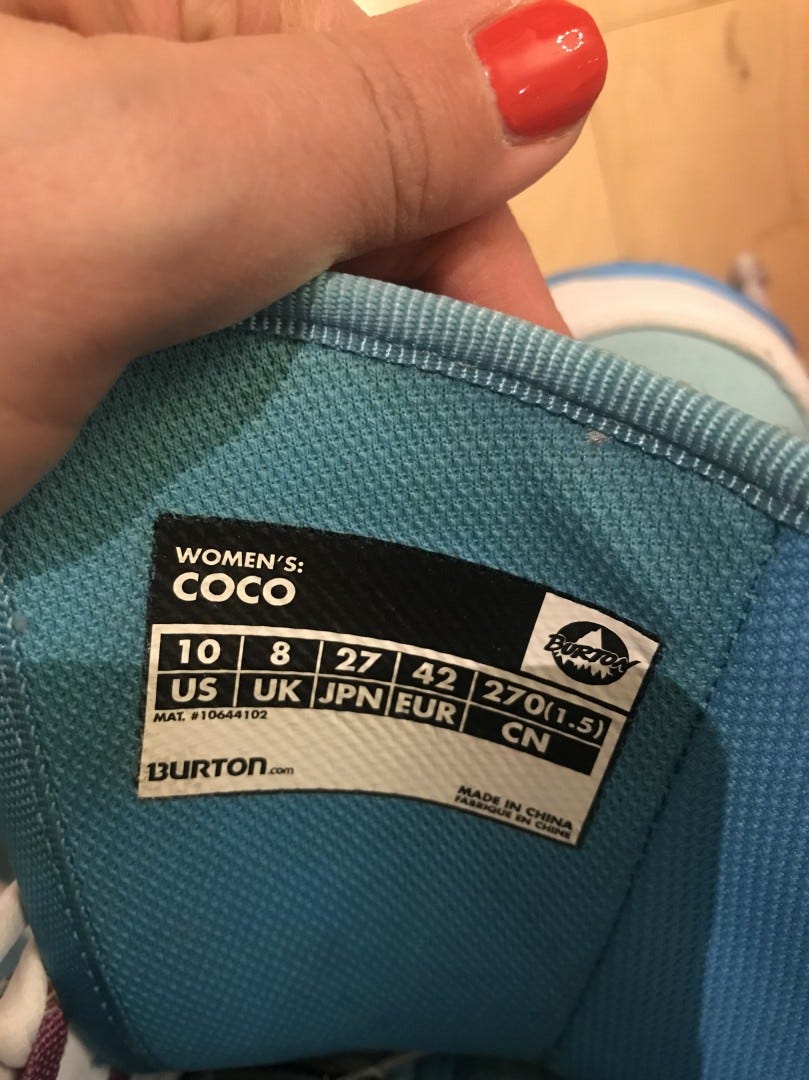 WOMEN'S:
COCO
BURTON
10 8 27 42 270(1.5)
US UK JPN EUR CN
MAT. #10644102
BURTON.com
MADE IN CHINA
FABRIQUE EN CHINE